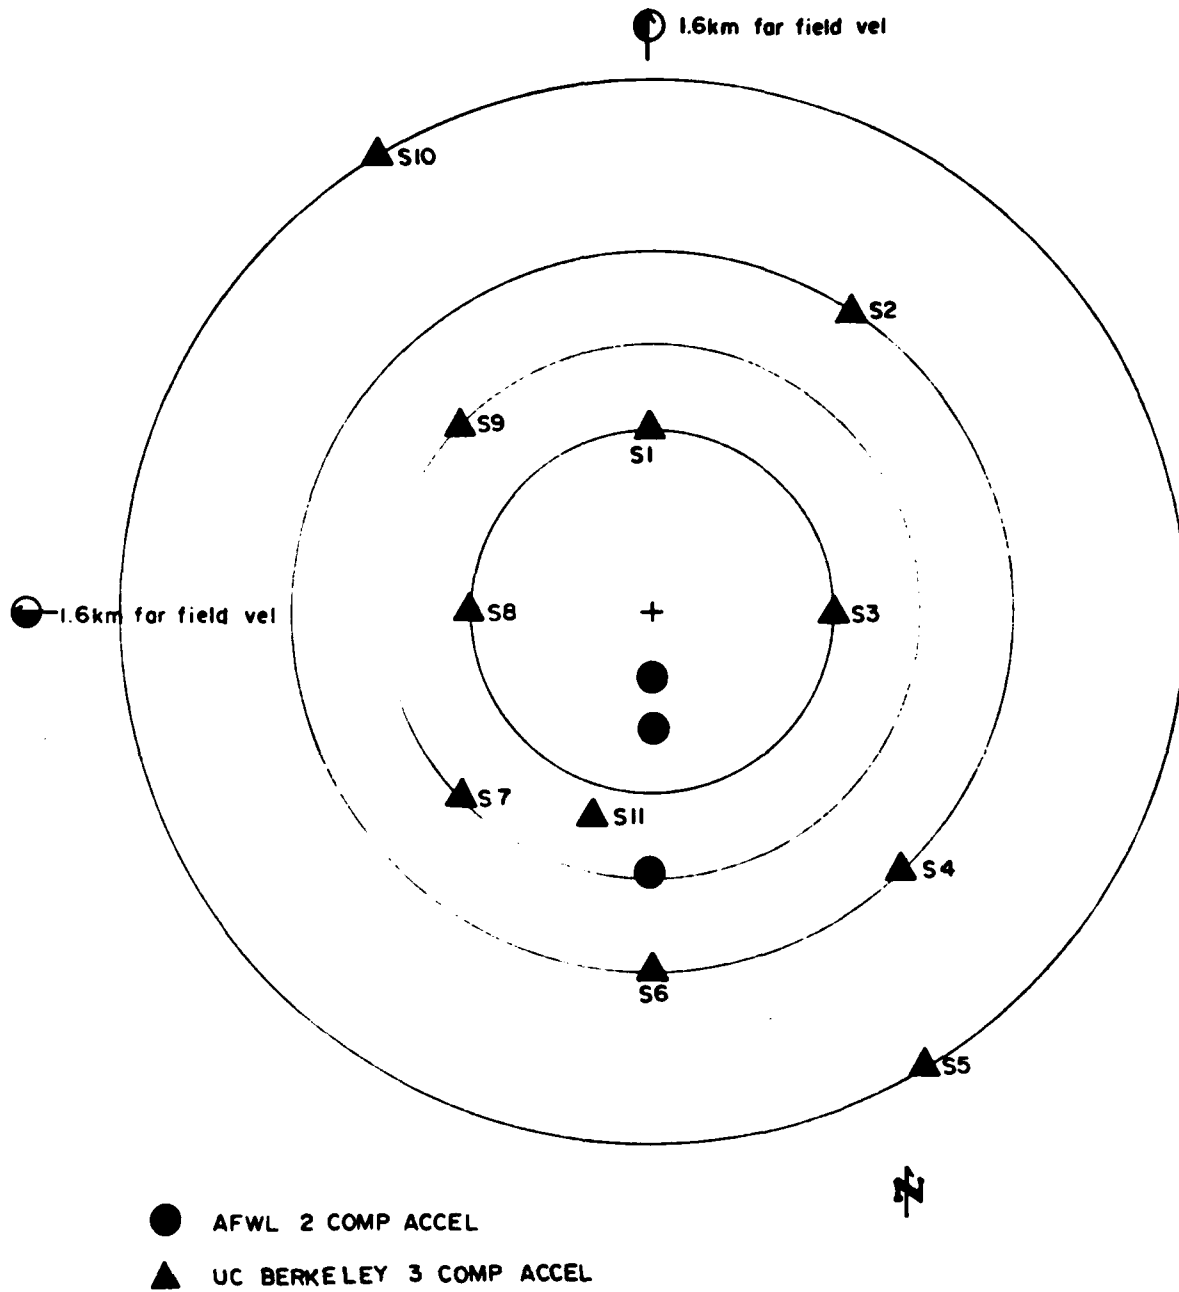 1.6km far field vel
S10
S2
S9
S1
1.6km far field vel
S8
S3
S7
S11
S4
S6
S5
N
AFWL 2 COMP ACCEL
UC BERKELEY 3 COMP ACCEL